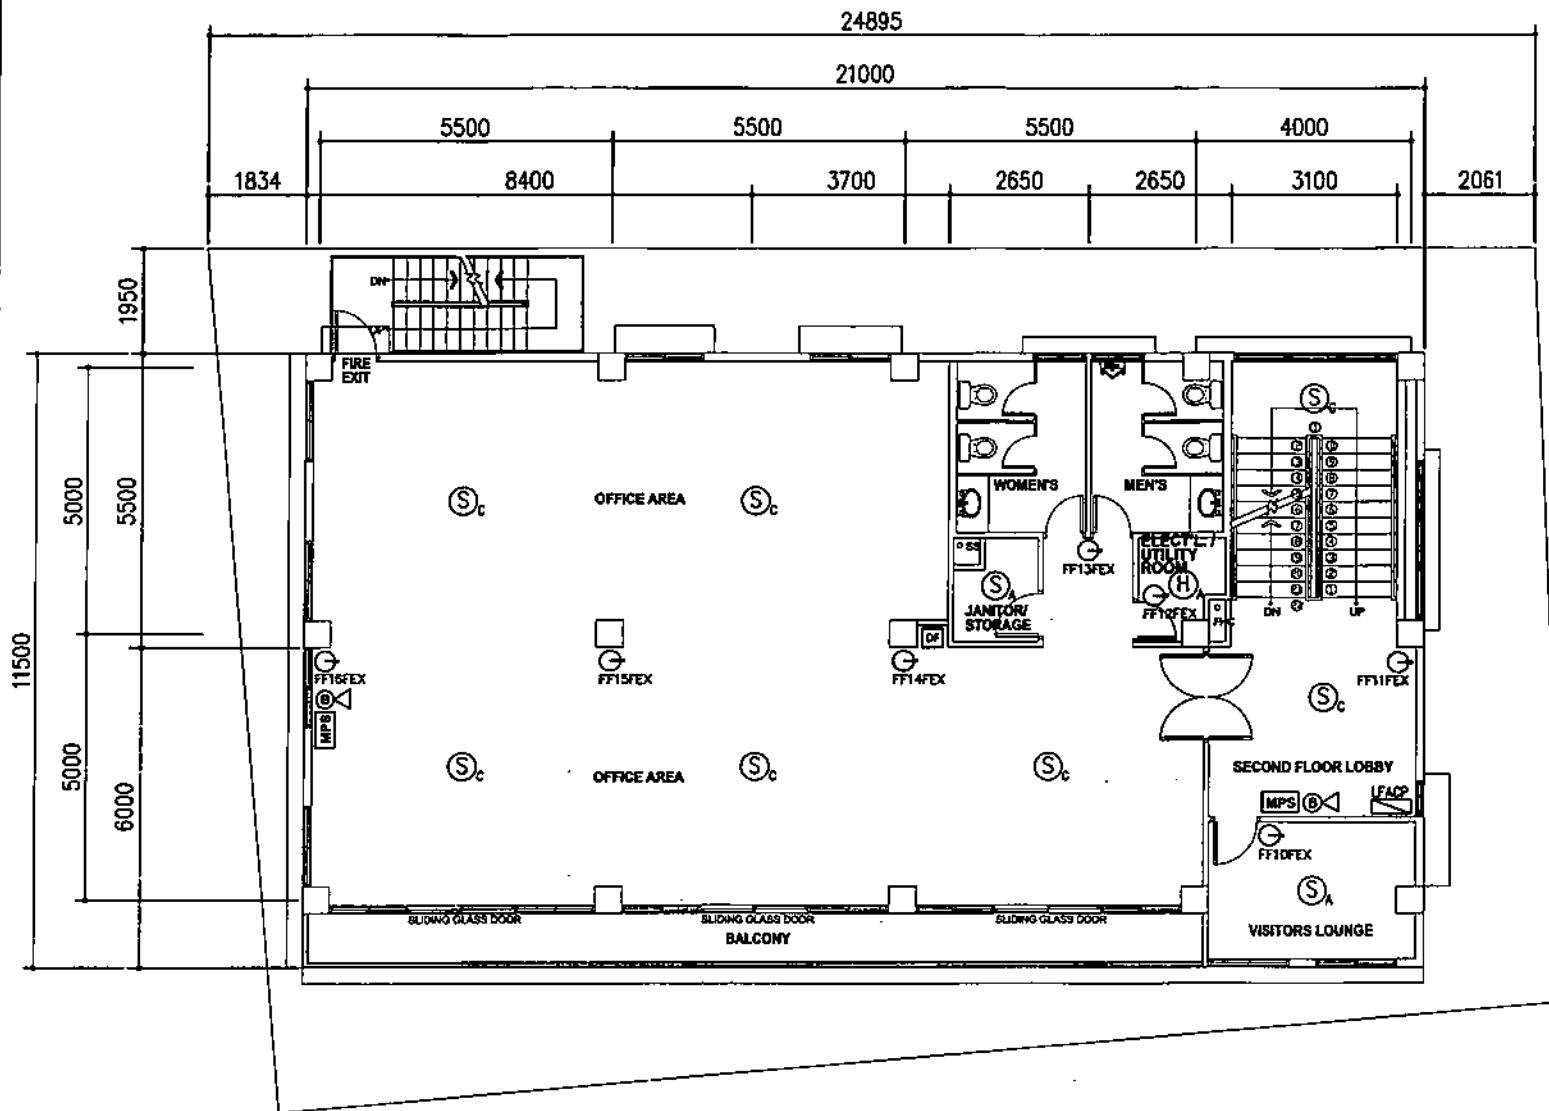 24895
21000
5500 5500 5500 4000
1834 8400 3700 2650 2650 3100 2061
1950
DN
FIRE
EXIT
5000
5500
11500
5000
6000
S C
OFFICE AREA
S C
S C
WOMEN'S
MEN'S
SS
FF13FEX
ELECT'L /
UTILITY
ROOM
S A
H A
JANITOR/
STORAGE
FF12FEX
DN
UP
DF
FF16FEX
FF15FEX
FF14FEX
FF11FEX
B
MPS
S C
OFFICE AREA
S C
S C
S C
SECOND FLOOR LOBBY
MPS B
LFACP
FF10FEX
S A
VISITORS LOUNGE
SLIDING GLASS DOOR
SLIDING GLASS DOOR
SLIDING GLASS DOOR
BALCONY